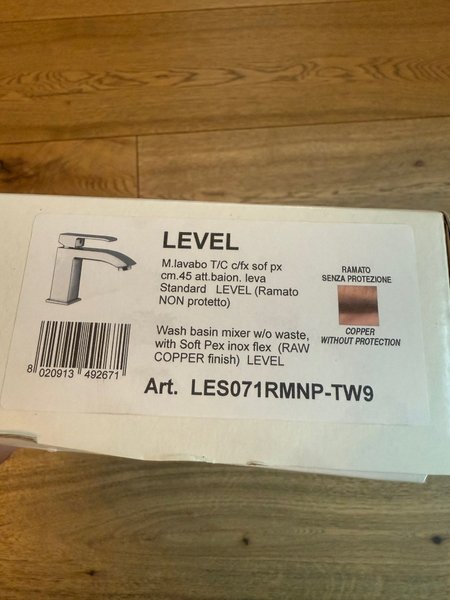 LEVEL
M.lavabo T/C c/fx sof px
cm.45 att.baion. leva
Standard LEVEL (Ramato
NON protetto)
RAMATO
SENZA PROTEZIONE
COPPER
WITHOUT PROTECTION
Wash basin mixer w/o waste,
with Soft Pex inox flex (RAW
COPPER finish) LEVEL
8 020913 492671
Art. LES071RMNP-TW9